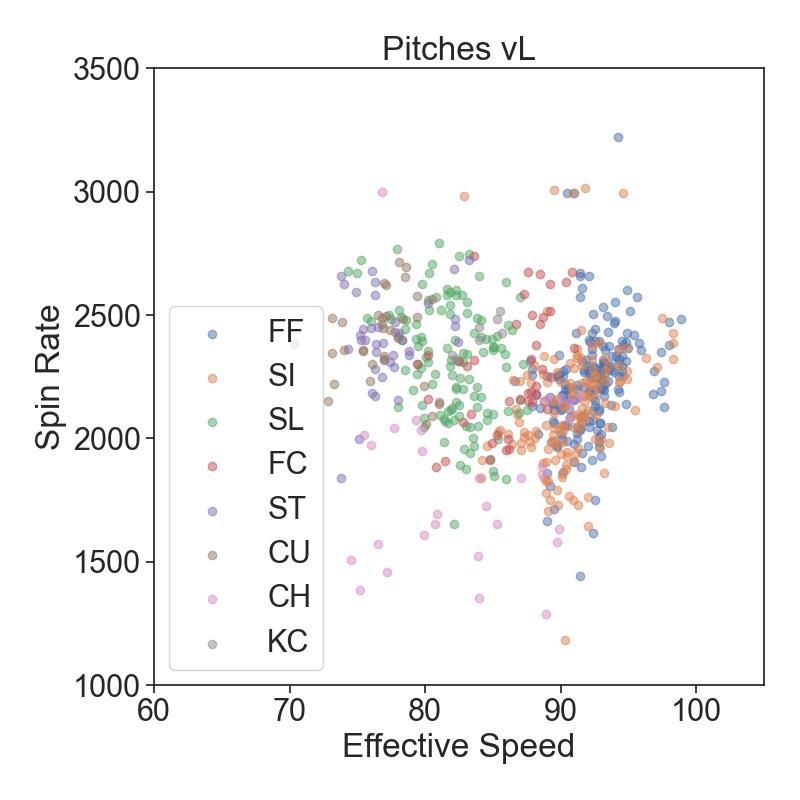 Pitches vL
3500
3000
2500
2000
1500
1000
Spin Rate
FF
SI
SL
FC
ST
CU
CH
KC
60
70
80
90
100
Effective Speed